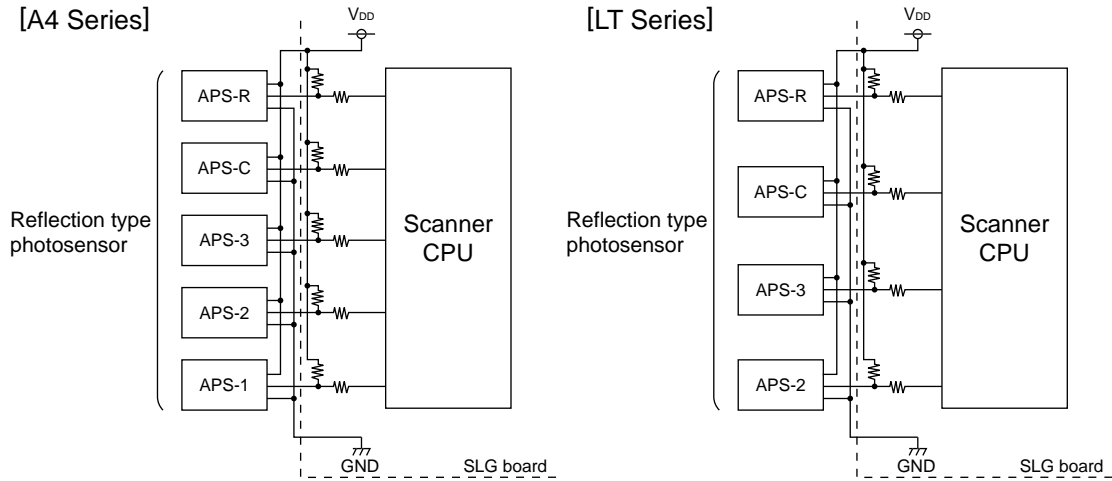 [A4 Series]
VDD
APS-R
APS-C
APS-3
APS-2
APS-1
Reflection type
photosensor
Scanner
CPU
GND
SLG board
[LT Series]
VDD
APS-R
APS-C
APS-3
APS-2
Reflection type
photosensor
Scanner
CPU
GND
SLG board